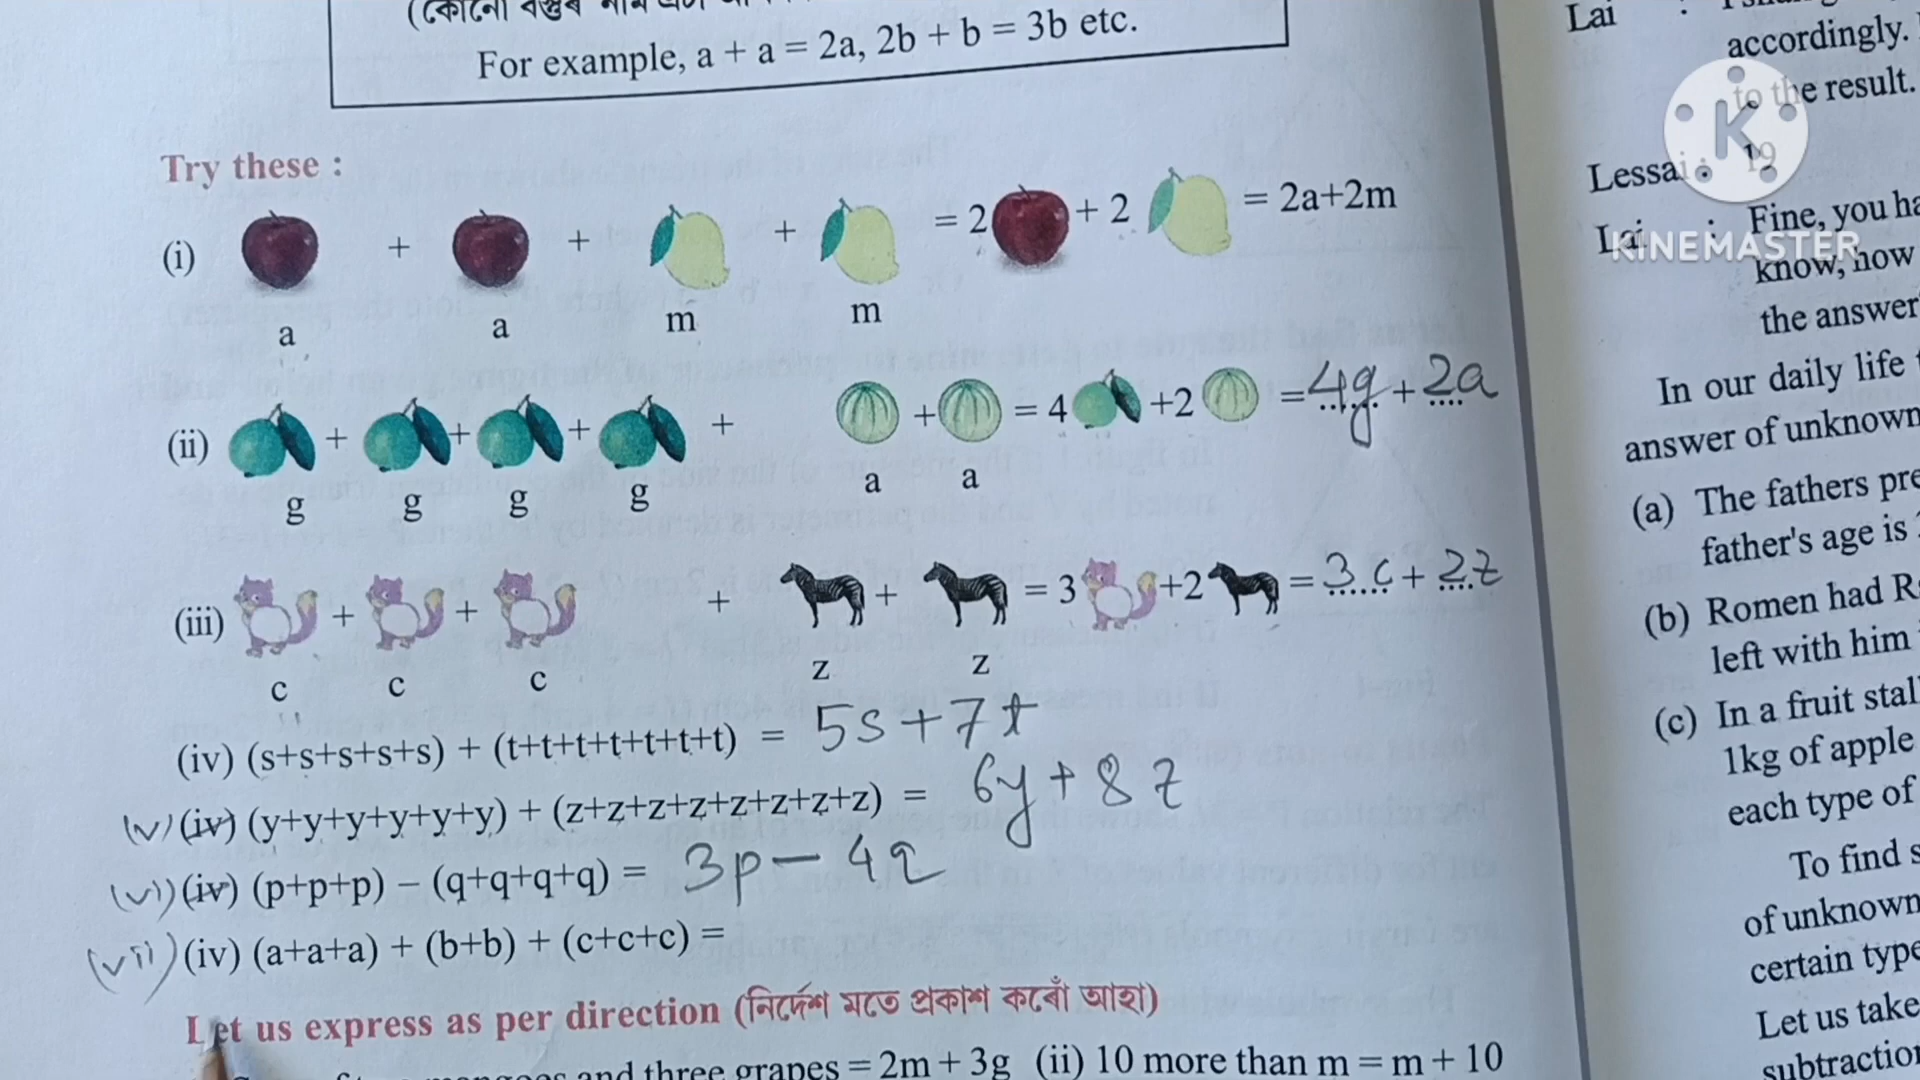 For example, a + a = 2a, 2b + b = 3b etc.
Try these :
(i) + + + = 2 + 2 = 2a+2m
a a m m
(ii) + + + + + = 4 +2 = 4g + 2a
g g g g a a
(iii) + + + + = 3 +2 = 3c + 2z
c c c z z
(iv) (s+s+s+s+s) + (t+t+t+t+t+t+t) = 5s+7t
(v) (iv) (y+y+y+y+y+y) + (z+z+z+z+z+z+z+z) = 6y + 8z
(vi) (iv) (p+p+p) – (q+q+q+q) = 3p – 4q
(vii) (iv) (a+a+a) + (b+b) + (c+c+c) =
Let us express as per direction (নিৰ্দেশ মতে প্ৰকাশ কৰোঁ আহা)
and three grapes = 2m + 3g (ii) 10 more than m = m + 10
Lai :
accordingly.
to the result.
Lessai : 19
Lai : Fine, you ha
know, how
the answer
K
KINEMASTER
In our daily life
answer of unknown
(a) The fathers pre
father's age is
(b) Romen had R
left with him
(c) In a fruit stal
1kg of apple
each type of
To find s
of unknown
certain type
Let us take
subtraction